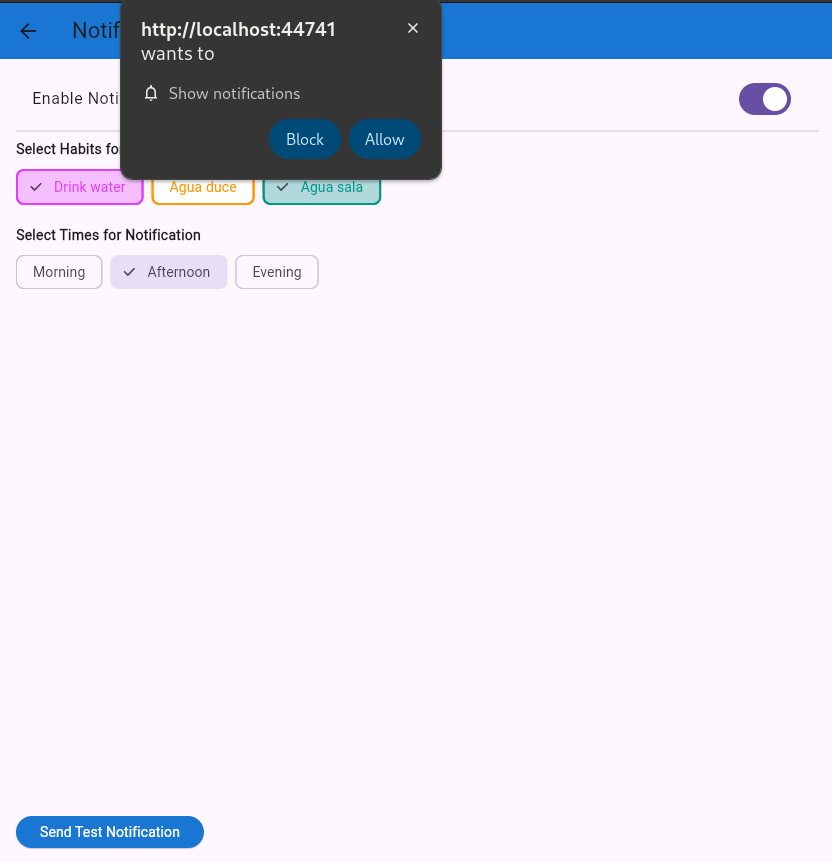 http://localhost:44741
wants to
Show notifications
Block
Allow
Notif
Enable Noti
Select Habits fo
Drink water
Agua duce
Agua sala
Select Times for Notification
Morning
Afternoon
Evening
Send Test Notification